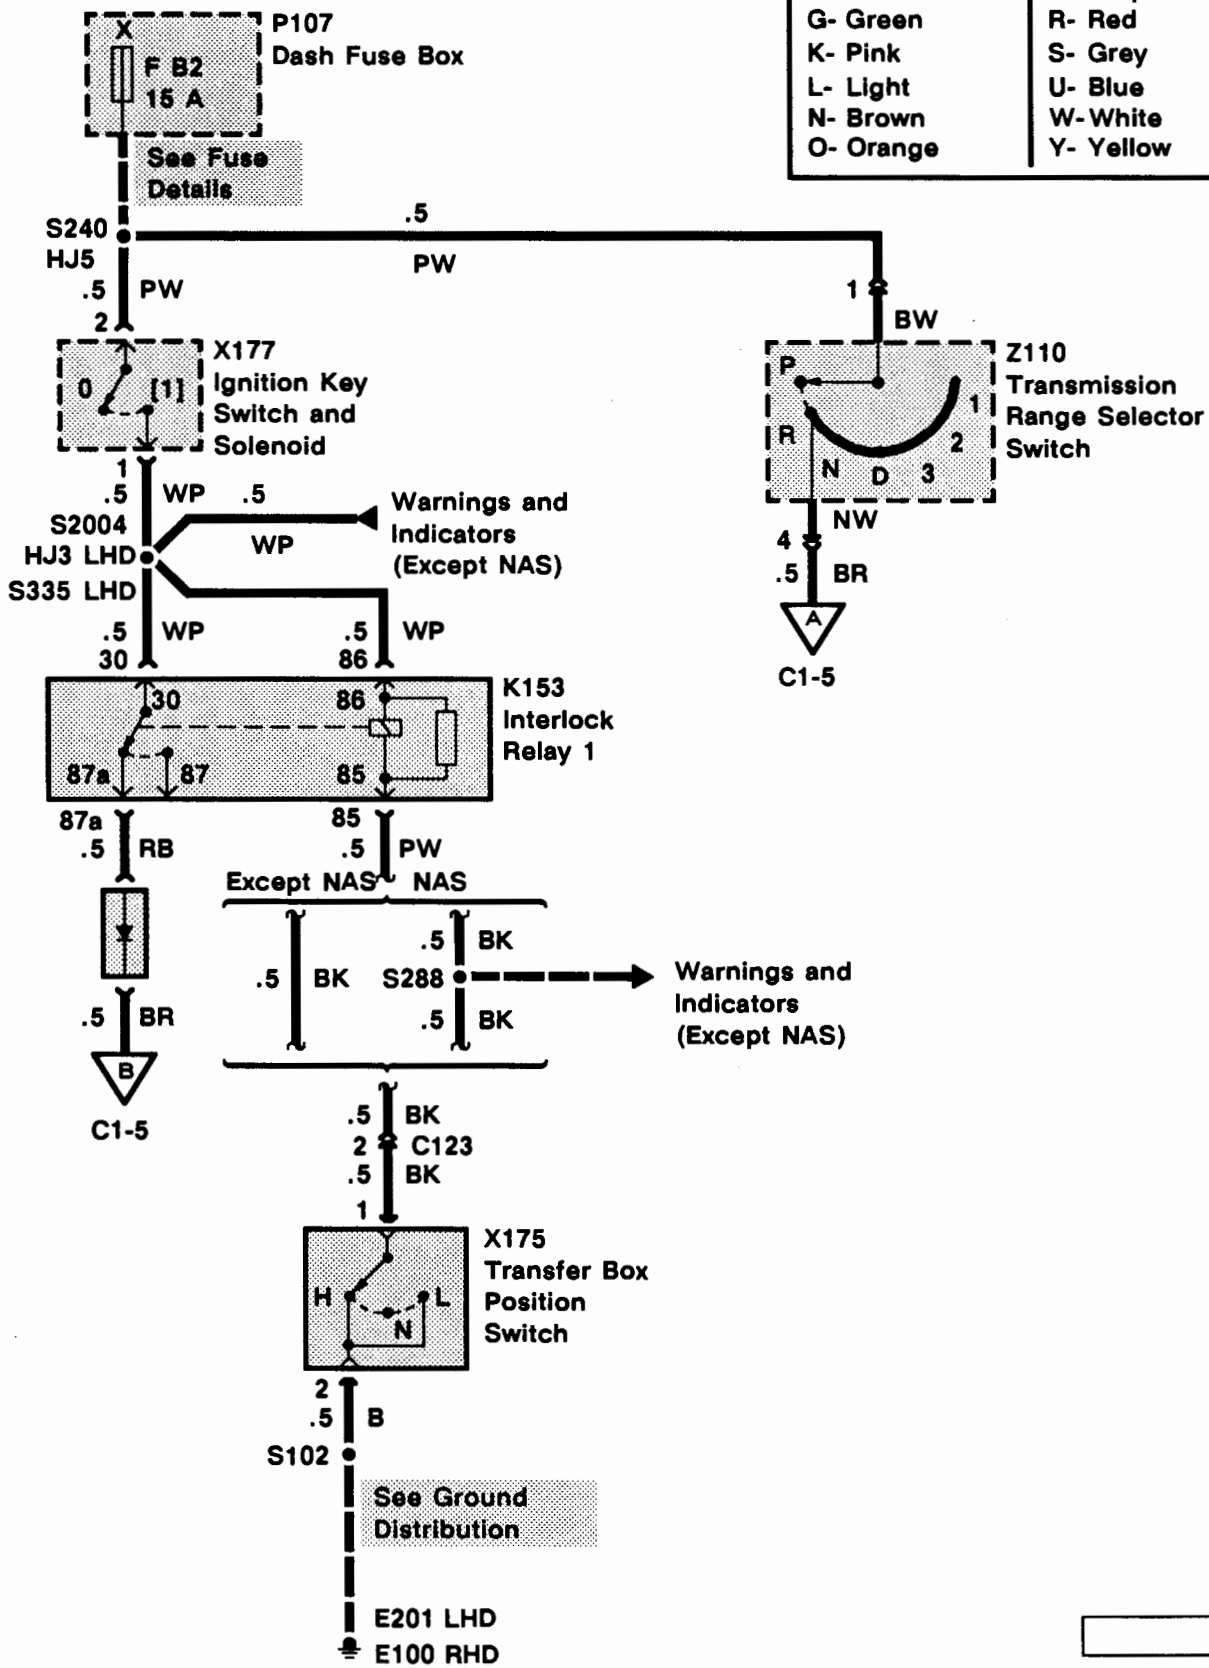 X
F B2
15 A
P107
Dash Fuse Box
G- Green
K- Pink
L- Light
N- Brown
O- Orange
R- Red
S- Grey
U- Blue
W- White
Y- Yellow
See Fuse
Details
S240
HJ5
.5
PW
.5 PW
2
1
BW
X177
Ignition Key
Switch and
Solenoid
0 [1]
Z110
Transmission
Range Selector
Switch
P
R
N
D
3
2
1
1
.5 WP
.5
WP
S2004
HJ3 LHD
S335 LHD
Warnings and
Indicators
(Except NAS)
NW
4
.5 BR
A
C1-5
.5 WP
30
.5 WP
86
30
86
87a
87
85
K153
Interlock
Relay 1
87a
.5 RB
85
.5 PW
Except NAS
NAS
.5 BK
.5 BK
S288
.5 BK
Warnings and
Indicators
(Except NAS)
.5 BR
B
C1-5
.5 BK
2 C123
.5 BK
1
X175
Transfer Box
Position
Switch
H
L
N
2
.5 B
S102
See Ground
Distribution
E201 LHD
E100 RHD